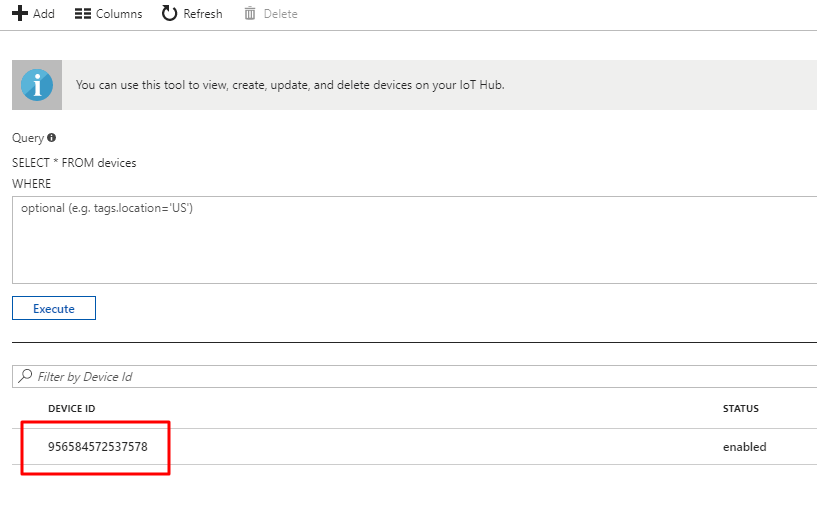 Add Columns Refresh Delete
You can use this tool to view, create, update, and delete devices on your IoT Hub.
Query
SELECT * FROM devices
WHERE
optional (e.g. tags.location='US')
Execute
Filter by Device Id
DEVICE ID STATUS
956584572537578 enabled